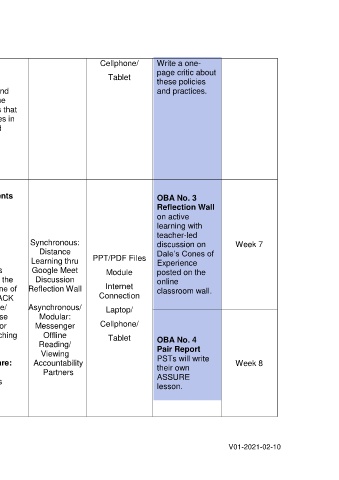 Cellphone/
Tablet
Write a one-
page critic about
these policies
and practices.
nd
e
s that
es in
d
nts
s
the
ne of
ACK
e/
se
or
ching
re:
s
Synchronous:
Distance
Learning thru
Google Meet
Discussion
Reflection Wall
Asynchronous/
Modular:
Messenger
Offline
Reading/
Viewing
Accountability
Partners
PPT/PDF Files
Module
Internet
Connection
Laptop/
Cellphone/
Tablet
OBA No. 3
Reflection Wall
on active
learning with
teacher-led
discussion on
Dale's Cones of
Experience
posted on the
online
classroom wall.
Week 7
OBA No. 4
Pair Report
PSTs will write
their own
ASSURE
lesson.
Week 8
V01-2021-02-10